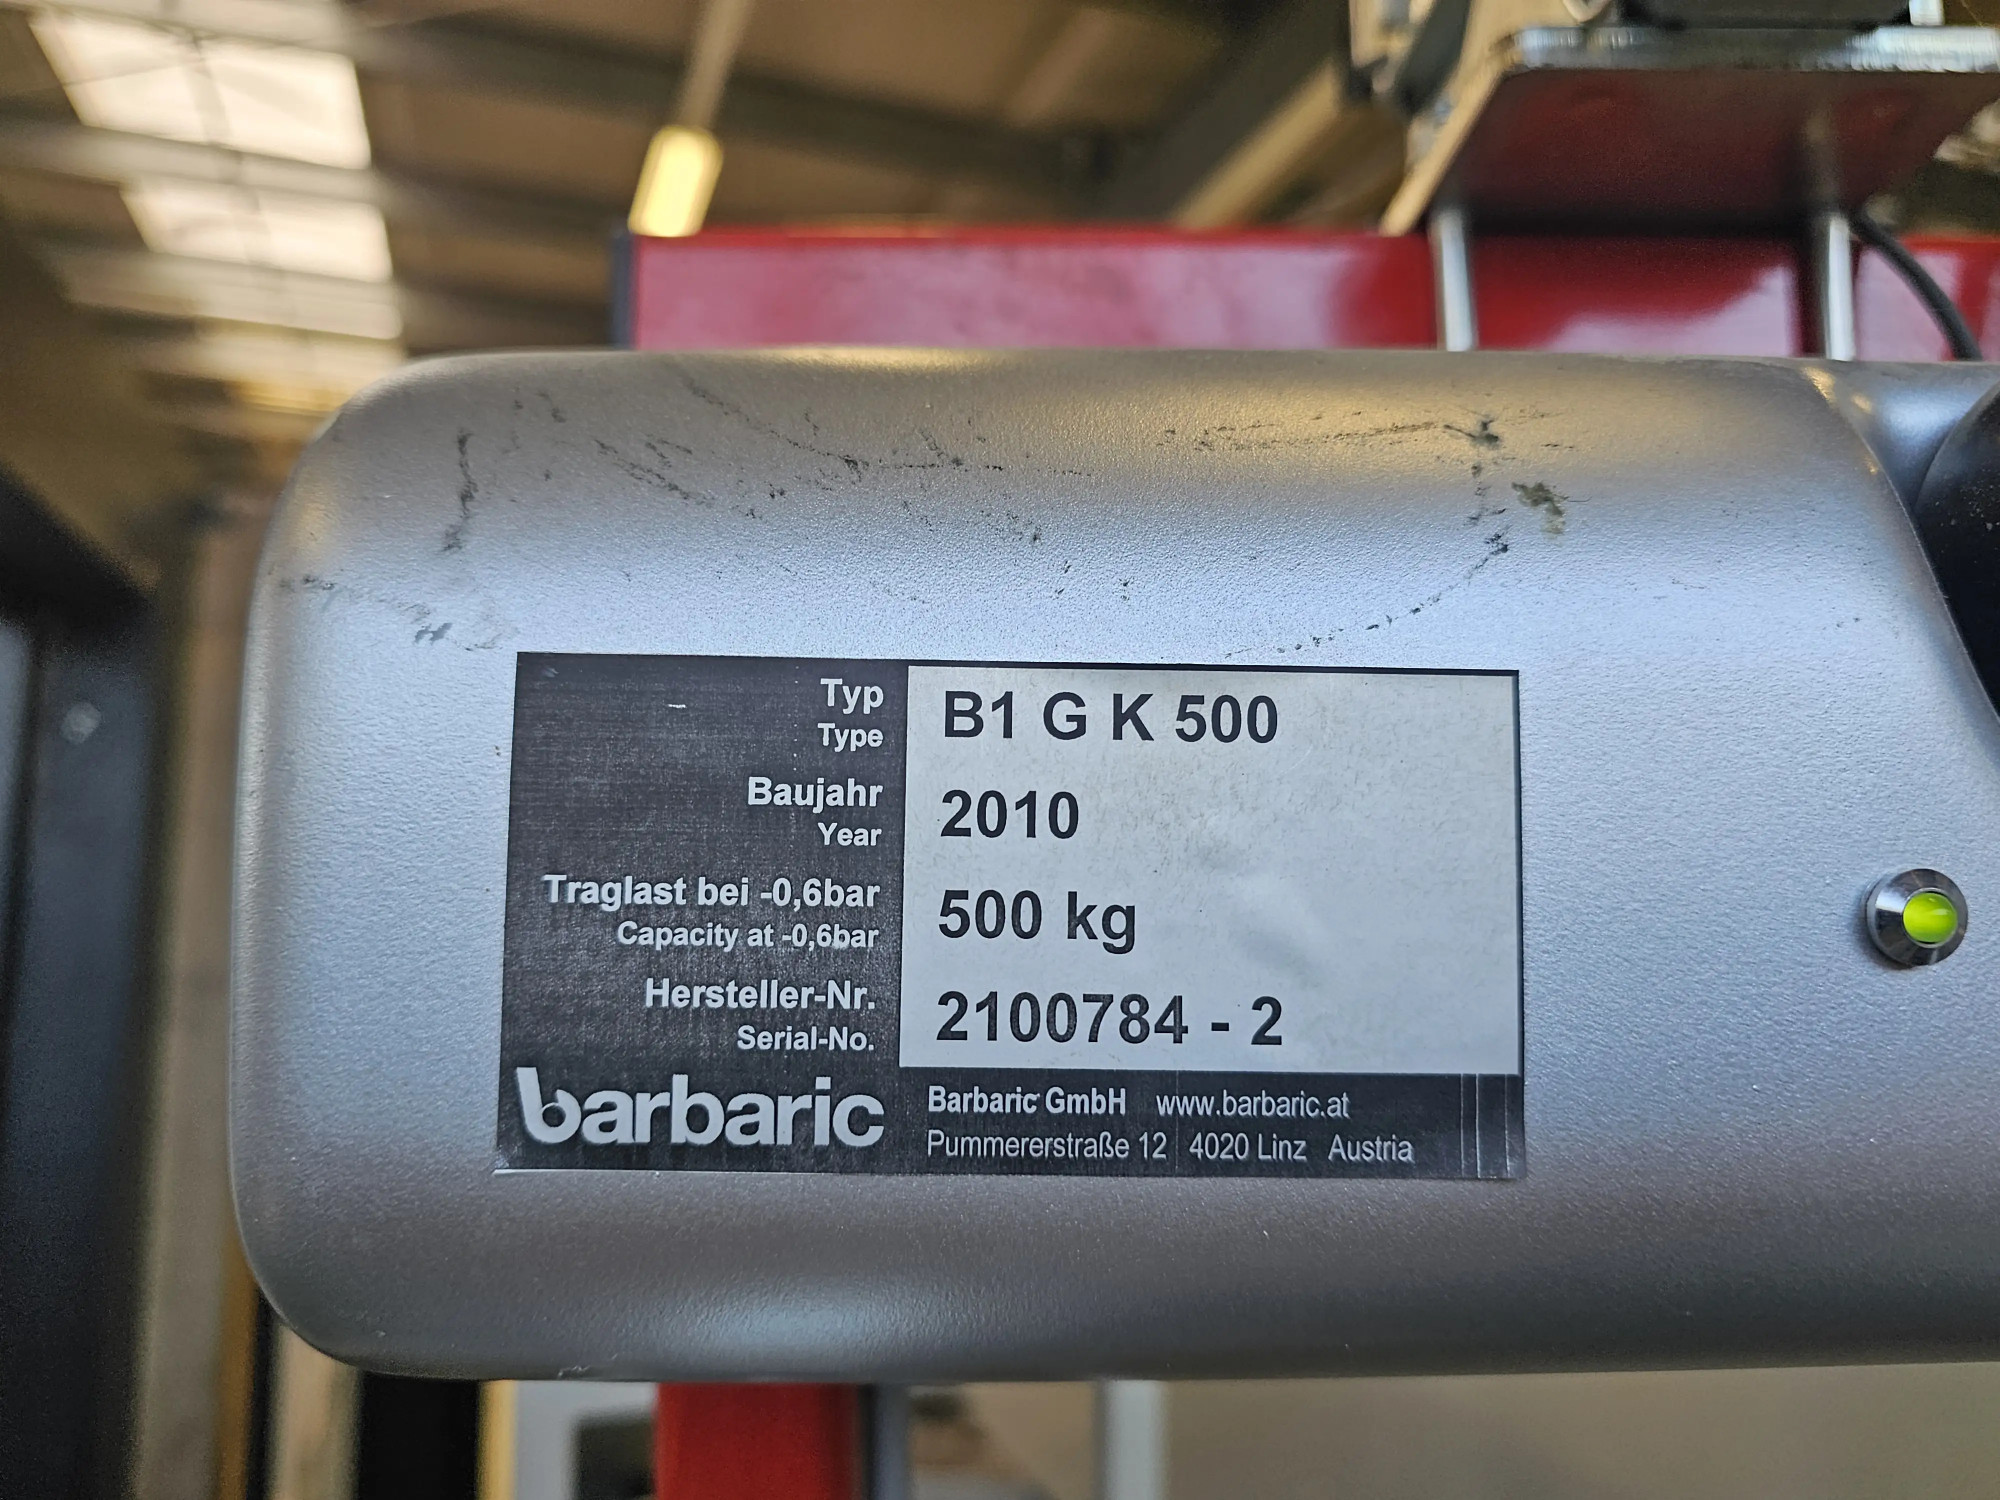 Typ B1 G K 500
Type
Baujahr 2010
Year
Traglast bei -0,6bar 500 kg
Capacity at -0,6bar
Hersteller-Nr. 2100784 - 2
Serial-No.
barbaric
Barbaric GmbH www.barbaric.at
Pummererstraße 12 4020 Linz Austria